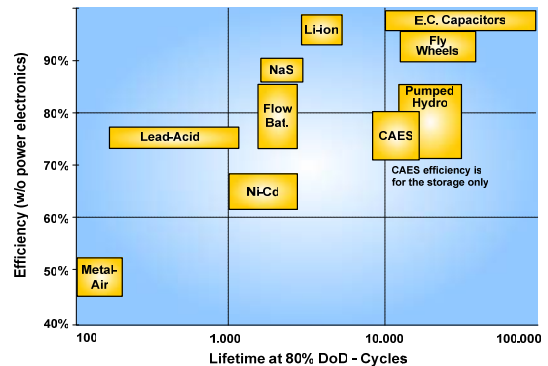 E.C. Capacitors
Li-ion
Fly
Wheels
90%
NaS
Pumped
Hydro
Flow
Bat.
80%
Lead-Acid
CAES
70%
CAES efficiency is
for the storage only
Ni-Cd
60%
Metal-
Air
50%
40%
100
1.000
10.000
100.000
Lifetime at 80% DoD - Cycles
Efficiency (w/o power electronics)